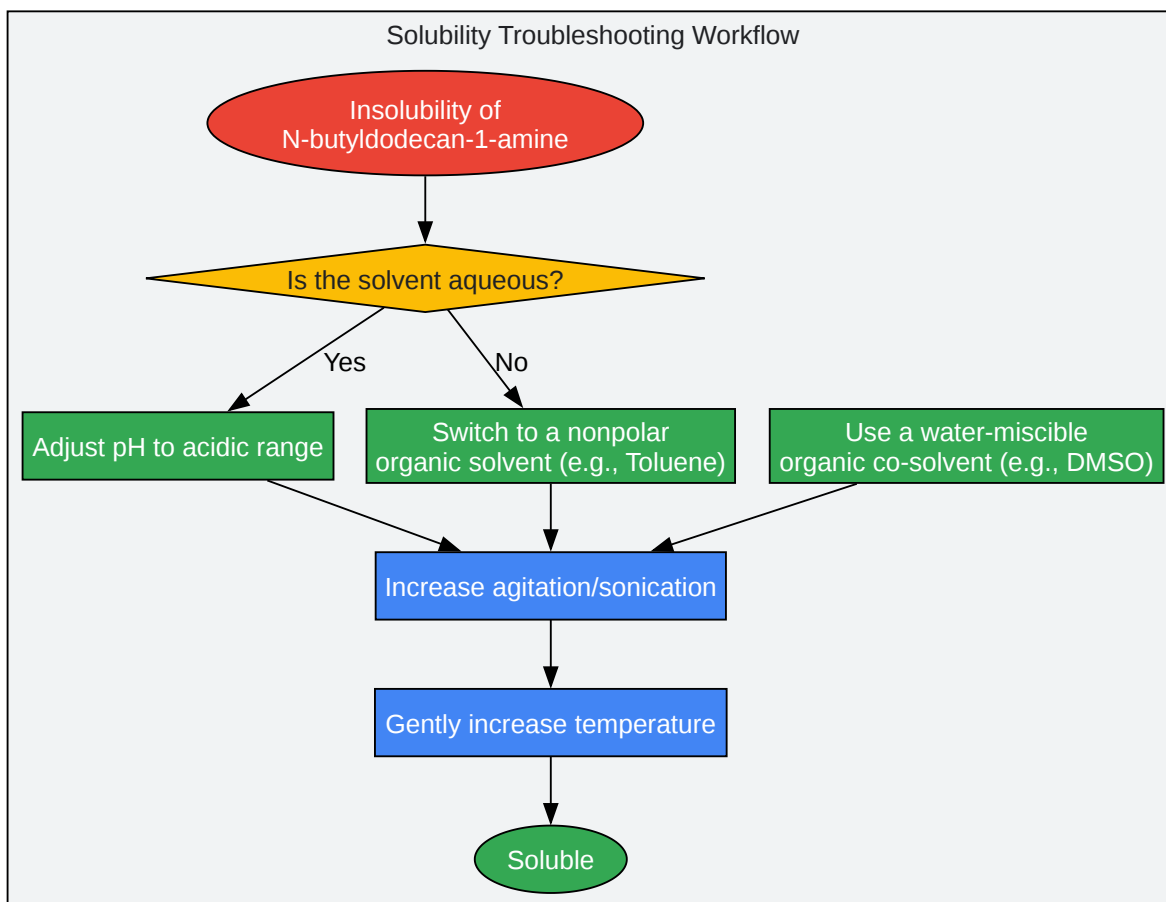 Solubility Troubleshooting Workflow
Insolubility of
N-butyldodecan-1-amine
Is the solvent aqueous?
Yes
No
Adjust pH to acidic range
Switch to a nonpolar
organic solvent (e.g., Toluene)
Use a water-miscible
organic co-solvent (e.g., DMSO)
Increase agitation/sonication
Gently increase temperature
Soluble